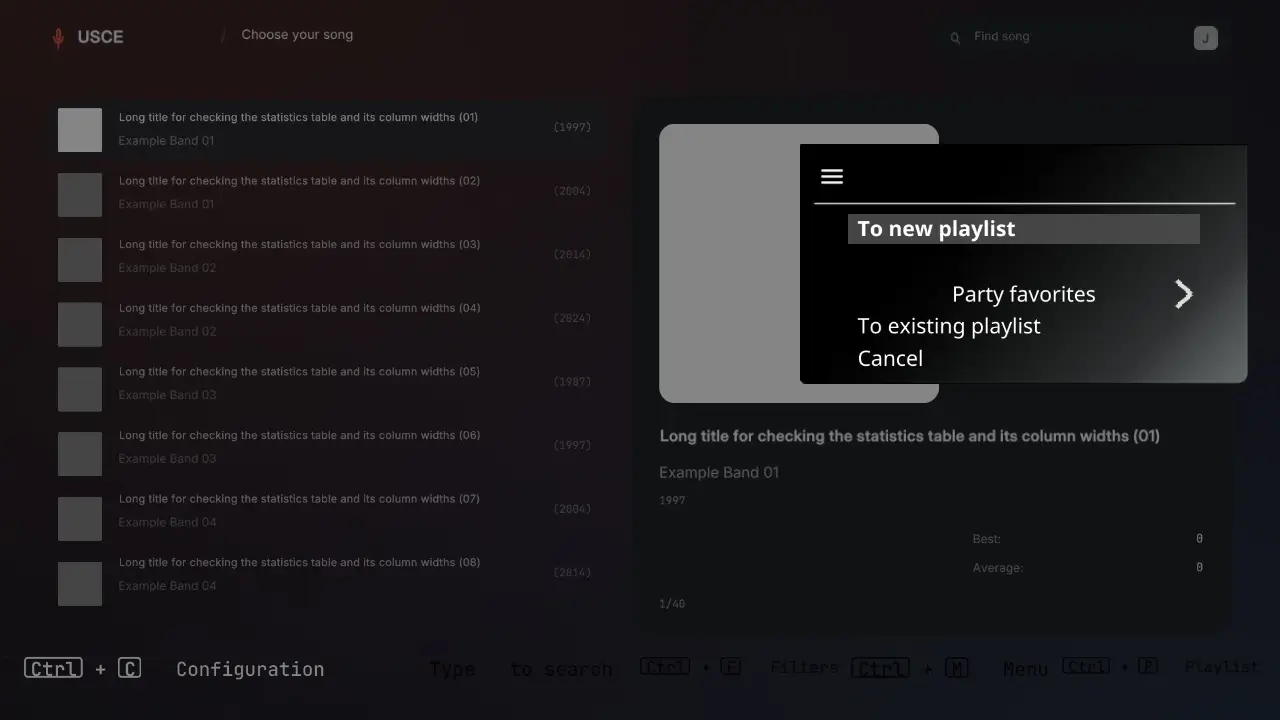 USCE
/ Choose your song
Find song
J
Long title for checking the statistics table and its column widths (01)
Example Band 01
(1997)
Long title for checking the statistics table and its column widths (02)
Example Band 01
(2004)
Long title for checking the statistics table and its column widths (03)
Example Band 02
(2014)
Long title for checking the statistics table and its column widths (04)
Example Band 02
(2024)
Long title for checking the statistics table and its column widths (05)
Example Band 03
(1987)
Long title for checking the statistics table and its column widths (06)
Example Band 03
(1997)
Long title for checking the statistics table and its column widths (07)
Example Band 04
(2004)
Long title for checking the statistics table and its column widths (08)
Example Band 04
(2014)
To new playlist
Party favorites
To existing playlist
Cancel
Long title for checking the statistics table and its column widths (01)
Example Band 01
1997
Best: 0
Average: 0
1/40
Ctrl + C Configuration Type to search Ctrl + F Filters Ctrl + M Menu Ctrl + P Playlist